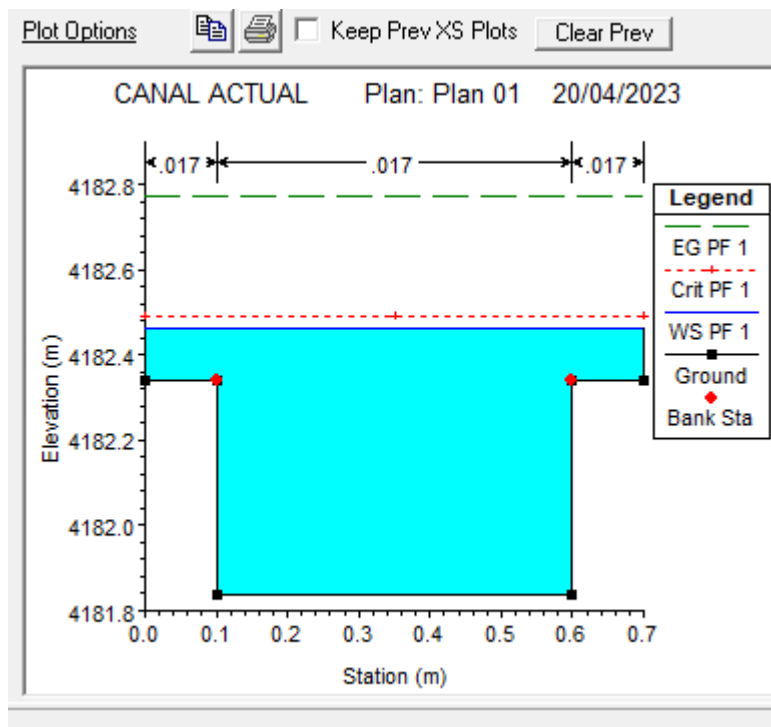 Plot Options Keep Prev XS Plots Clear Prev
CANAL ACTUAL Plan: Plan 01 20/04/2023
.017 .017 .017
4182.8
4182.6
4182.4
4182.2
4182.0
4181.8
Elevation (m)
0.0 0.1 0.2 0.3 0.4 0.5 0.6 0.7
Station (m)
Legend
EG PF 1
Crit PF 1
WS PF 1
Ground
Bank Sta